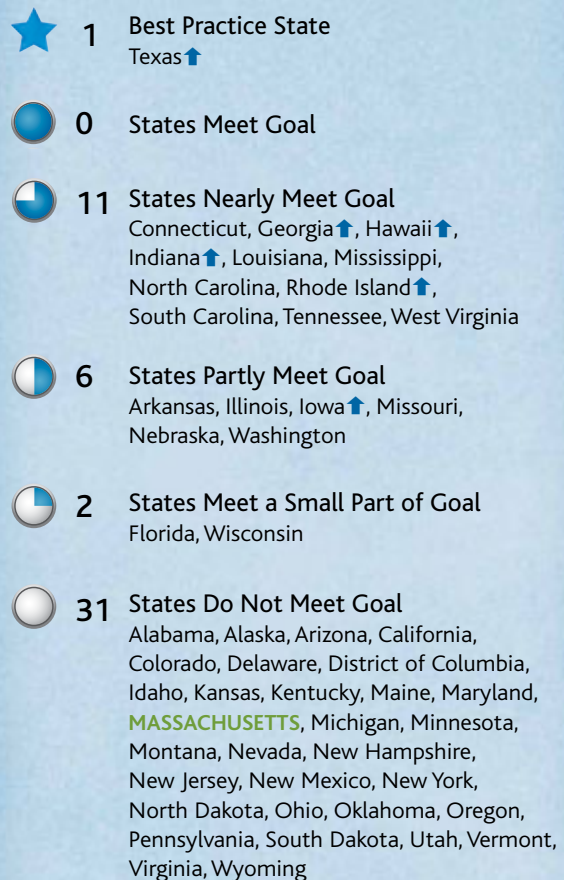 1 Best Practice State
Texas⬆
0 States Meet Goal
11 States Nearly Meet Goal
Connecticut, Georgia⬆, Hawaii⬆,
Indiana⬆, Louisiana, Mississippi,
North Carolina, Rhode Island⬆,
South Carolina, Tennessee, West Virginia
6 States Partly Meet Goal
Arkansas, Illinois, Iowa⬆, Missouri,
Nebraska, Washington
2 States Meet a Small Part of Goal
Florida, Wisconsin
31 States Do Not Meet Goal
Alabama, Alaska, Arizona, California,
Colorado, Delaware, District of Columbia,
Idaho, Kansas, Kentucky, Maine, Maryland,
MASSACHUSETTS, Michigan, Minnesota,
Montana, Nevada, New Hampshire,
New Jersey, New Mexico, New York,
North Dakota, Ohio, Oklahoma, Oregon,
Pennsylvania, South Dakota, Utah, Vermont,
Virginia, Wyoming